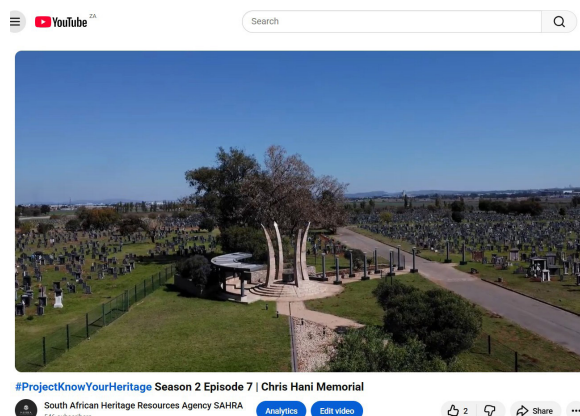 YouTube ZA
Search
#ProjectKnowYourHeritage Season 2 Episode 7 | Chris Hani Memorial
South African Heritage Resources Agency SAHRA
Analytics
Edit video
2
Share